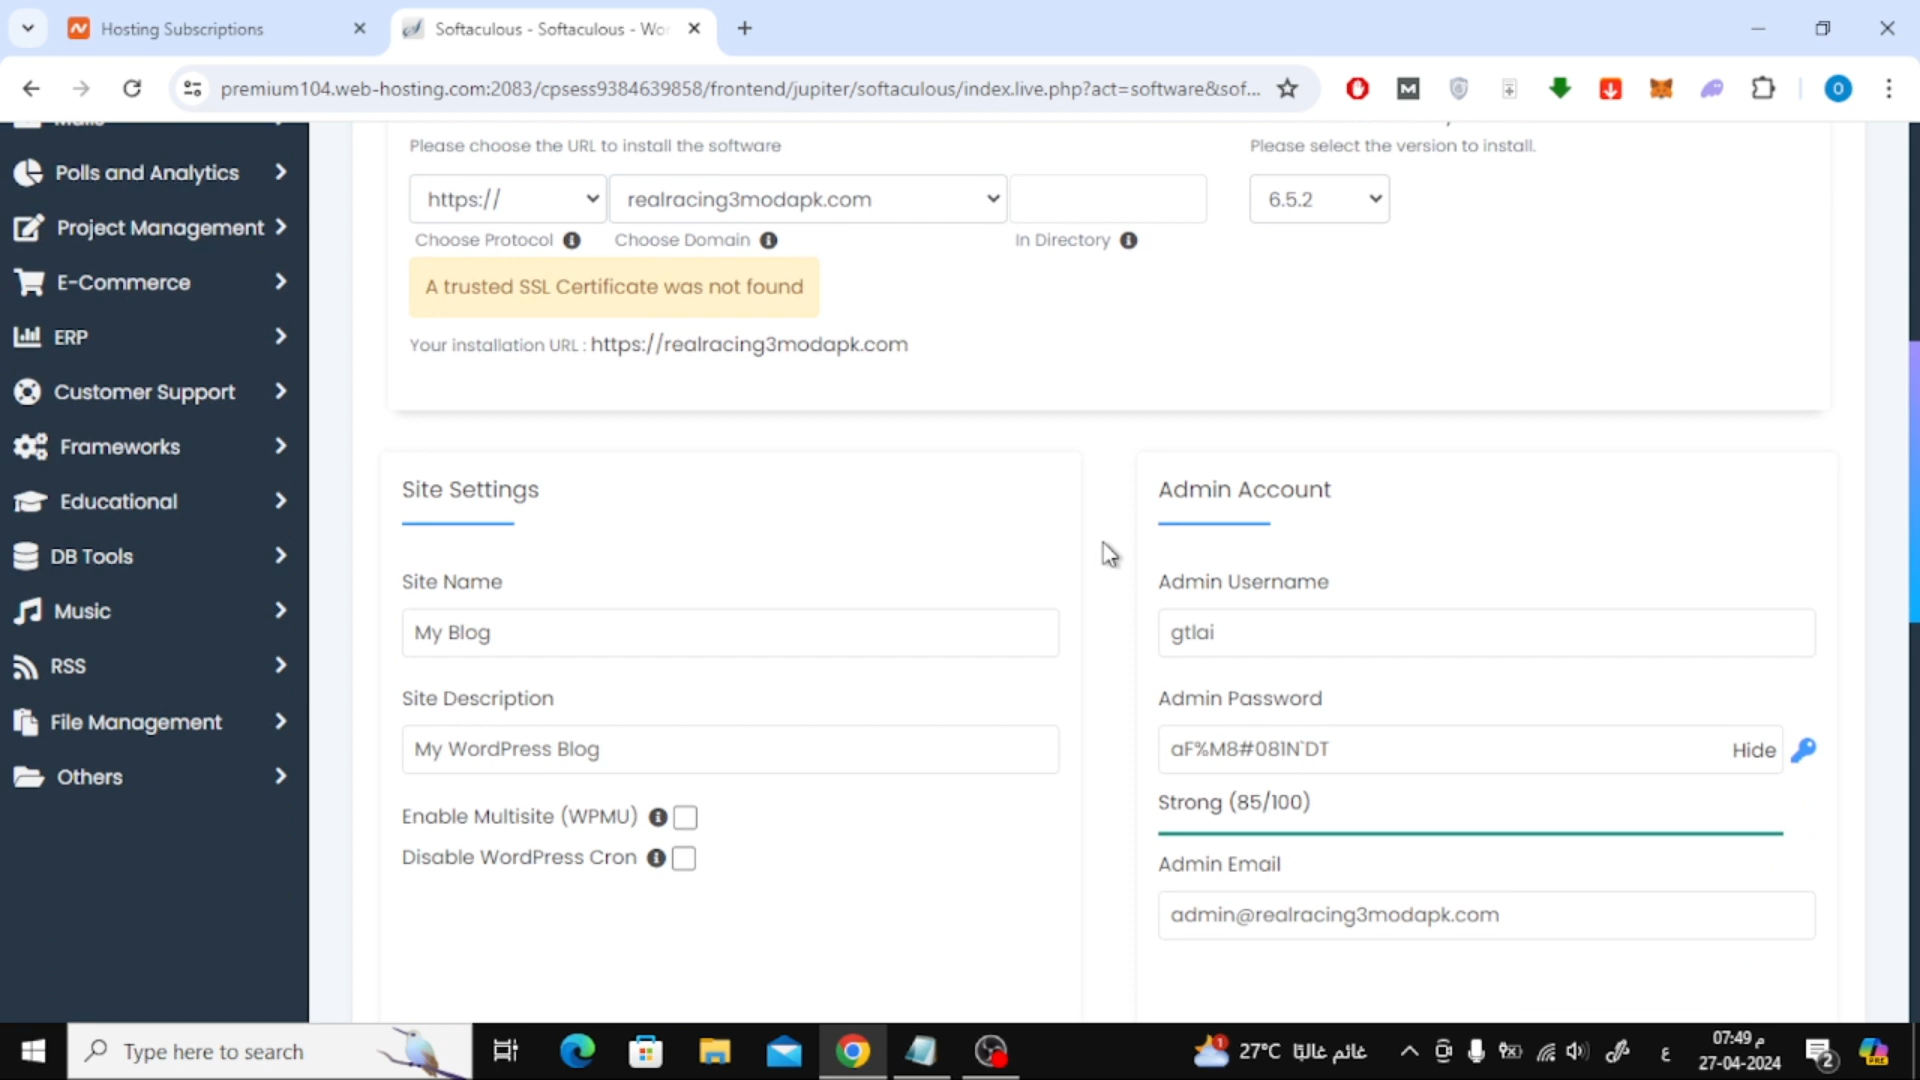 Hosting Subscriptions
Softaculous - Softaculous - Wor
premium104.web-hosting.com:2083/cpsess9384639858/frontend/jupiter/softaculous/index.live.php?act=software&sof...
Polls and Analytics
Project Management
E-Commerce
ERP
Customer Support
Frameworks
Educational
DB Tools
Music
RSS
File Management
Others
Please choose the URL to install the software
Please select the version to install.
https://
realracing3modapk.com
6.5.2
Choose Protocol
Choose Domain
In Directory
A trusted SSL Certificate was not found
Your installation URL : https://realracing3modapk.com
Site Settings
Site Name
My Blog
Site Description
My WordPress Blog
Enable Multisite (WPMU)
Disable WordPress Cron
Admin Account
Admin Username
gtlai
Admin Password
aF%M8#081N`DT
Hide
Strong (85/100)
Admin Email
admin@realracing3modapk.com
Type here to search
1
27°C غائم غالبًا
ع
07:49 م
27-04-2024
2
PRE